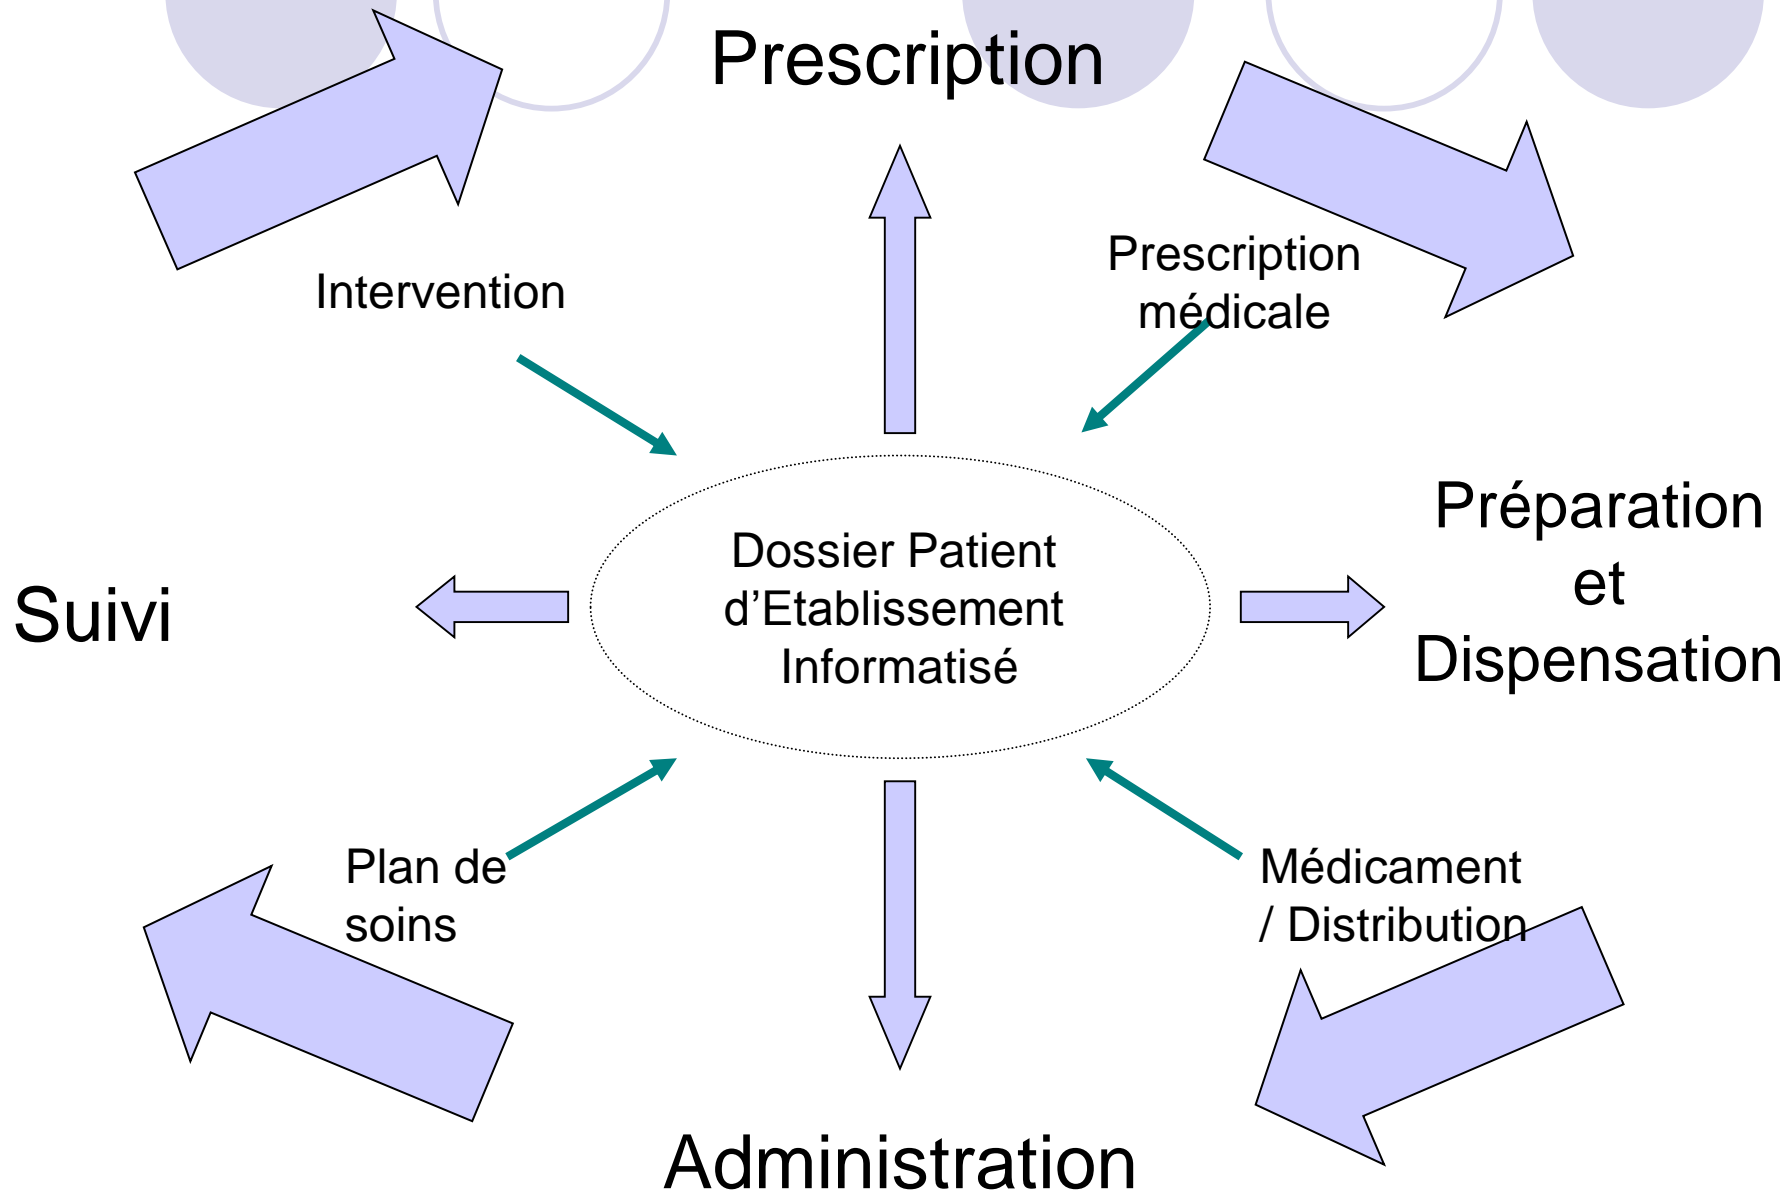 Prescription
Intervention
Prescription
médicale
Préparation
et
Dispensation
Dossier Patient
d’Etablissement
Informatisé
Suivi
Plan de
soins
Médicament
/ Distribution
Administration